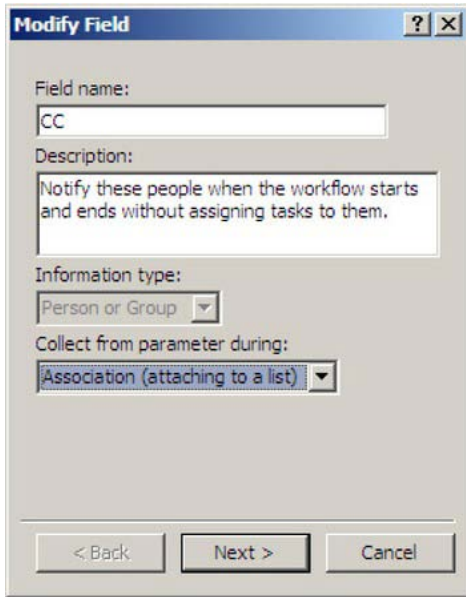 Modify Field
Field name:
CC
Description:
Notify these people when the workflow starts
and ends without assigning tasks to them.
Information type:
Person or Group
Collect from parameter during:
Association (attaching to a list)
< Back Next > Cancel